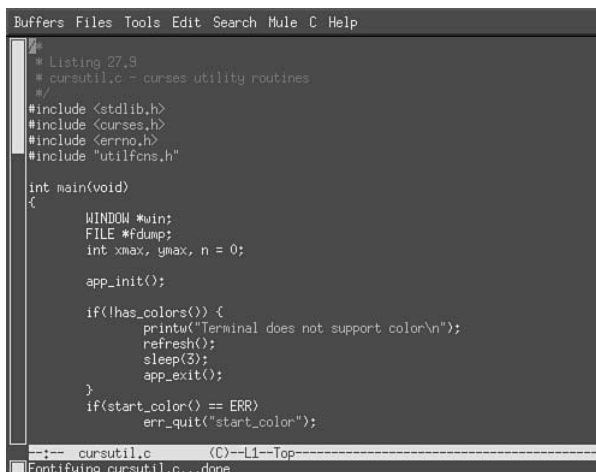 Buffers Files Tools Edit Search Mule C Help
/*
 * Listing 27.9
 * cursutil.c - curses utility routines
 */
#include <stdlib.h>
#include <curses.h>
#include <errno.h>
#include "utilfcns.h"
int main(void)
{
        WINDOW *win;
        FILE *fdump;
        int xmax, ymax, n = 0;
        app_init();
        if(!has_colors()) {
                printw("Terminal does not support color\n");
                refresh();
                sleep(3);
                app_exit();
        }
        if(start_color() == ERR)
                err_quit("start_color");
--:-- cursutil.c (C)--L1--Top--------------------------------------------
Fontifying cursutil.c...done